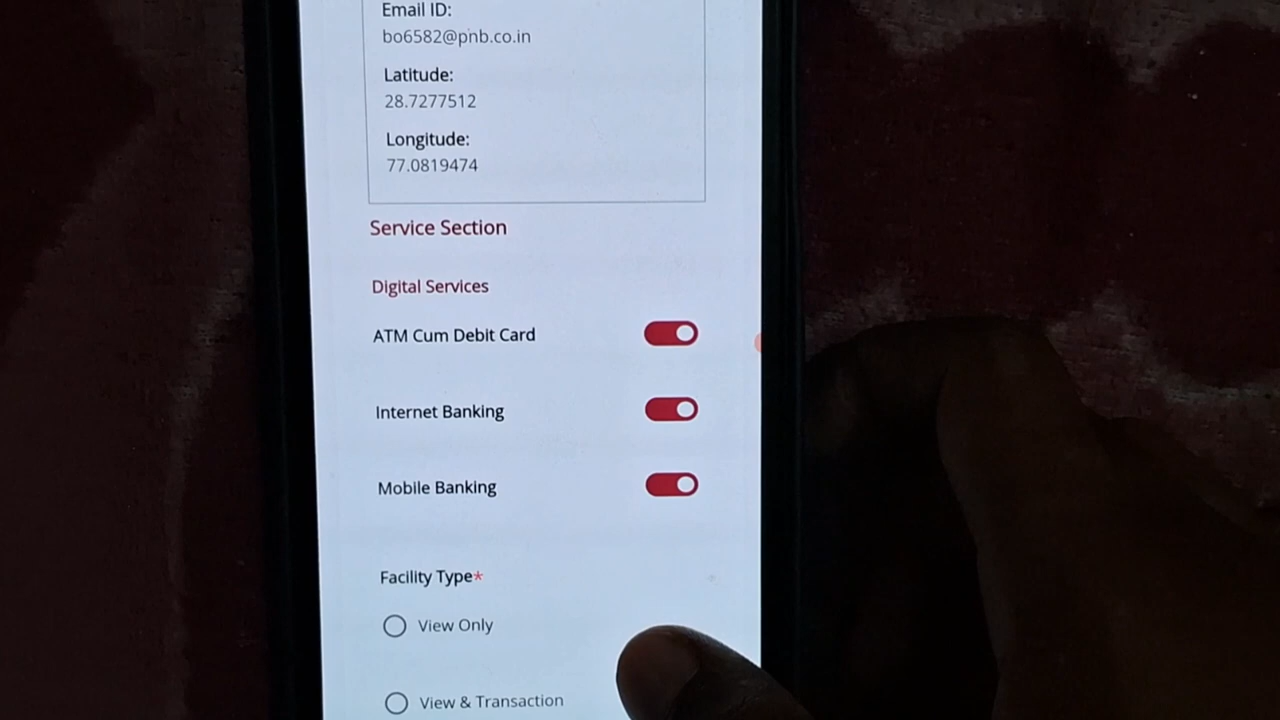 Email ID:
bo6582@pnb.co.in
Latitude:
28.7277512
Longitude:
77.0819474
Service Section
Digital Services
ATM Cum Debit Card
Internet Banking
Mobile Banking
Facility Type*
View Only
View & Transaction